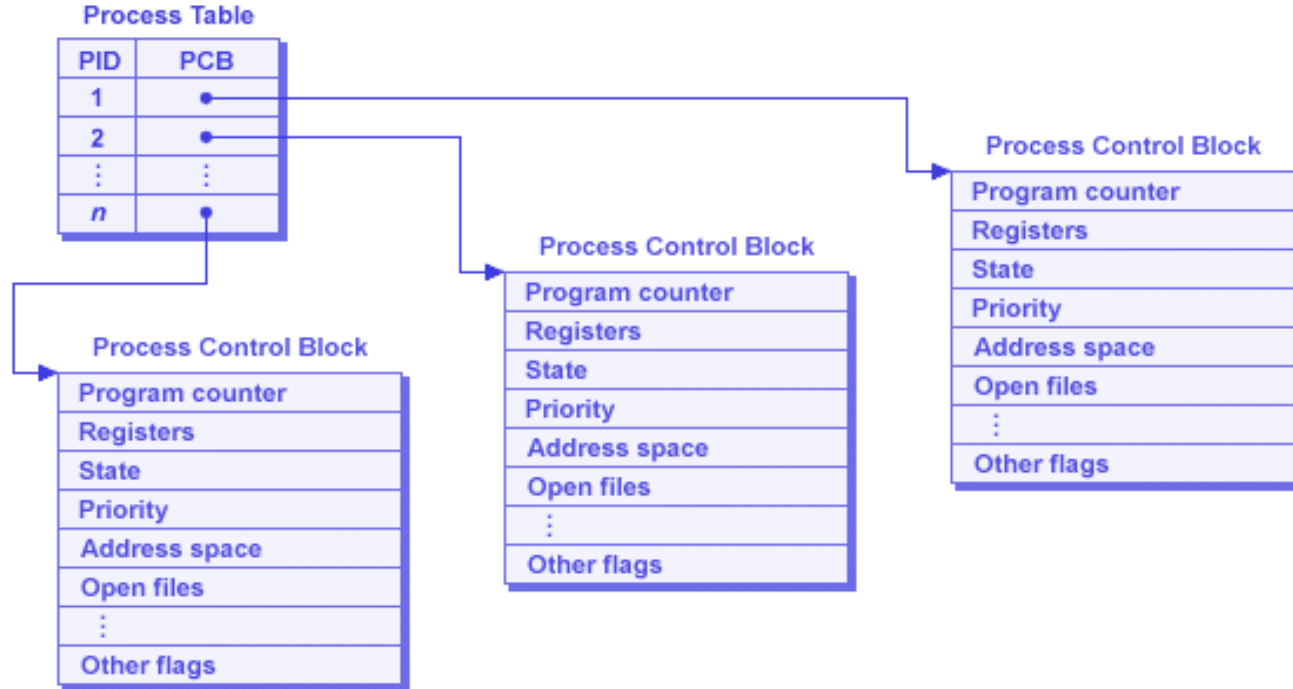 Process Table
PID PCB
1
2
⋮ ⋮
n
Process Control Block
Program counter
Registers
State
Priority
Address space
Open files
⋮
Other flags
Process Control Block
Program counter
Registers
State
Priority
Address space
Open files
⋮
Other flags
Process Control Block
Program counter
Registers
State
Priority
Address space
Open files
⋮
Other flags